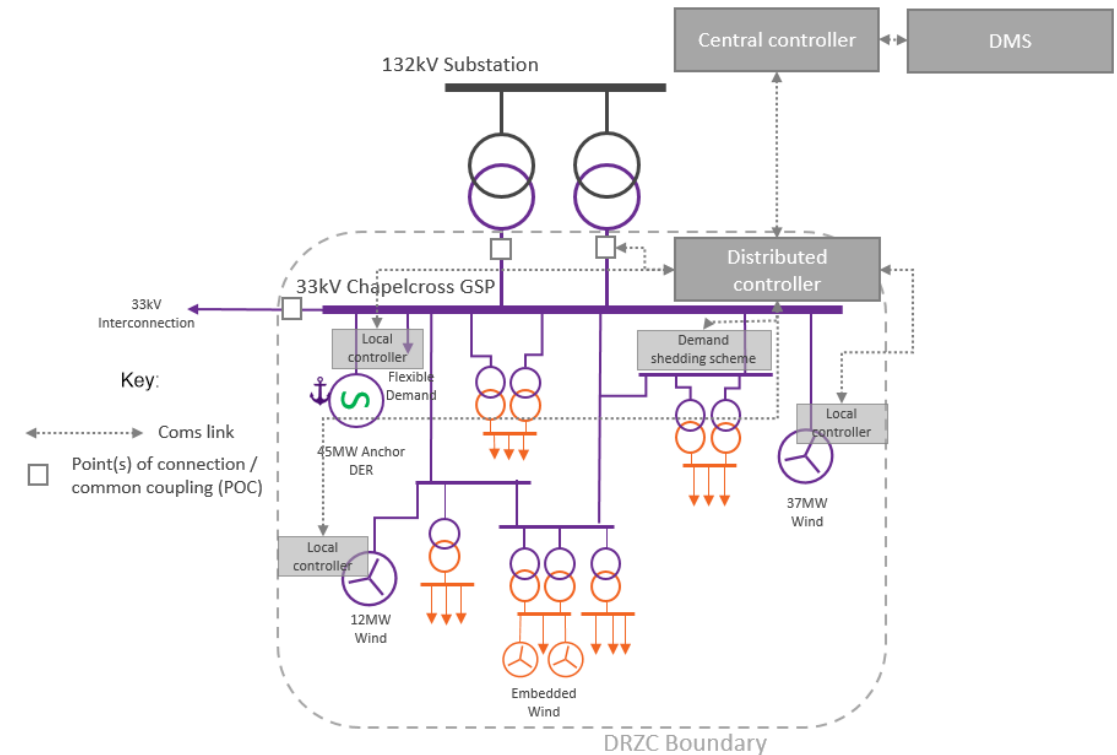 Central controller
DMS
132kV Substation
Distributed
controller
33kV Chapelcross GSP
33kV
Interconnection
Local
controller
Flexible
Demand
Demand
shedding scheme
Key:
Coms link
Point(s) of connection /
common coupling (POC)
S
45MW Anchor
DER
Local
controller
37MW
Wind
Local
controller
12MW
Wind
Embedded
Wind
DRZC Boundary